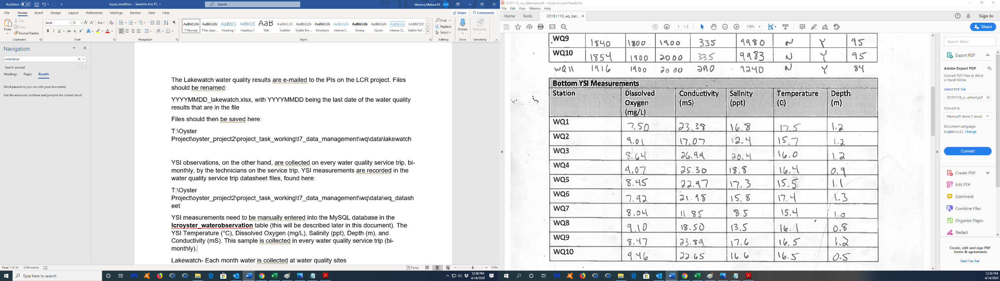 AutoSave Off
mysql_workflow - Saved to this PC
Search
Moreno,Melissa M MM
File Home Insert Design Layout References Mailings Review View Help
Share Comments
Paste
Cut
Copy
Format Painter
Clipboard
Arial 12
Font
Paragraph
AaBbCcDc AaBbCcDc AaBbCc AaBbCcC AaB AaBbCcC AaBbCcDc AaBbCcDc AaBbCcDc AaBbCcDc AaBbCcDc AaBbCcDc AABBCCDC
¶ Normal ¶ No Spac... Heading 1 Heading 2 Title Subtitle Subtle Em... Emphasis Intense E... Strong Quote Intense Q... Subtle Ref...
Styles
Find
Replace
Select
Editing
Dictate
Voice
Sensitivity
Sensitivity
Navigation
waterobser
Search paused
Headings Pages Results
Word paused so you can edit your document.
Use the arrows to continue and jump to the closest result.
The Lakewatch water quality results are e-mailed to the PIs on the LCR project. Files
should be renamed:
YYYYMMDD_lakewatch.xlsx, with YYYYMMDD being the last date of the water quality
results that are in the file
Files should then be saved here:
T:\Oyster
Project\oyster_project2\project_task_working\t7_data_management\wq\data\lakewatch
YSI observations, on the other hand, are collected on every water quality service trip, bi-
monthly, by the technicians on the service trip. YSI measurements are recorded in the
water quality service trip datasheet files, found here:
T:\Oyster
Project\oyster_project2\project_task_working\t7_data_management\wq\data\wq_datash
eet
YSI measurements need to be manually entered into the MySQL database in the
lcroyster_waterobservation table (this will be described later in this document). The
YSI Temperature (°C), Dissolved Oxygen (mg/L), Salinity (ppt), Depth (m), and
Conductivity (mS). This sample is collected in every water quality service trip (bi-
monthly).
Lakewatch- Each month water is collected at water quality sites
Page 7 of 34 5349 words
Focus
150%
Type here to search
12:38 PM
4/14/2020
20191118_wq_datasheet.pdf - Adobe Acrobat Reader DC
File Edit View Window Help
Home Tools 20191118_wq_dat... ×
Sign In
1 / 2
175%
Share
WQ9 1840 1800 1900 335 9980 N Y 95
WQ10 1854 1900 2000 335 9983 N Y 95
WQ11 1916 1900 2000 290 9240 N Y 84
Bottom YSI Measurements
Station Dissolved Conductivity Salinity Temperature Depth
Oxygen (mS) (ppt) (C) (m)
(mg/L)
WQ1 7.50 23.38 16.8 17.5 1.2
WQ2 9.01 17.07 12.4 15.7 1.2
WQ3 8.64 26.99 20.4 16.0 1.2
WQ4 9.07 25.30 18.8 16.4 0.9
WQ5 8.45 22.97 17.3 15.5 1.1
WQ6 7.92 21.98 15.8 17.4 1.3
WQ7 8.04 11.85 8.5 15.4 1.0
WQ8 9.10 18.50 13.5 16.1 0.8
WQ9 8.47 23.89 17.6 16.5 1.2
WQ10 9.46 22.65 16.6 16.5 0.5
Search 'Bates'
Export PDF
Adobe Export PDF
Convert PDF Files to Word
or Excel Online
Select PDF File
20191118_w...asheet.pdf
Convert to
Microsoft Word (*.docx)
Document Language:
English (U.S.) Change
Convert
Create PDF
Edit PDF
Comment
Combine Files
Organize Pages
Redact
Create, edit and sign PDF
forms & agreements
Start Free Trial
12:38 PM
4/14/2020